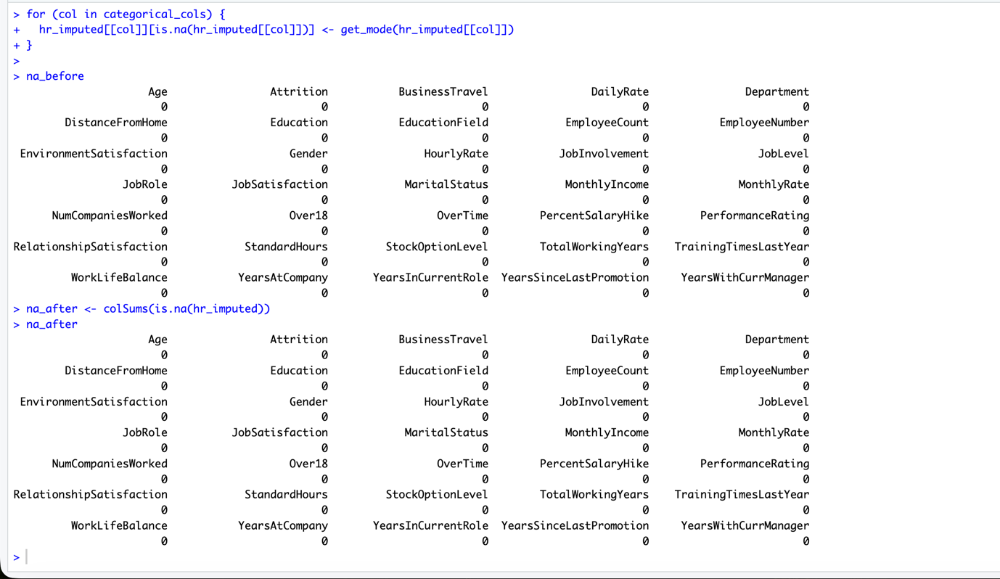 > for (col in categorical_cols) {
+   hr_imputed[[col]][is.na(hr_imputed[[col]])] <- get_mode(hr_imputed[[col]])
+ }
>
> na_before
                     Age                Attrition           BusinessTravel                DailyRate               Department
                       0                        0                        0                        0                        0
        DistanceFromHome                Education           EducationField            EmployeeCount           EmployeeNumber
                       0                        0                        0                        0                        0
 EnvironmentSatisfaction                   Gender               HourlyRate           JobInvolvement                 JobLevel
                       0                        0                        0                        0                        0
                 JobRole          JobSatisfaction            MaritalStatus            MonthlyIncome              MonthlyRate
                       0                        0                        0                        0                        0
      NumCompaniesWorked                   Over18                 OverTime        PercentSalaryHike        PerformanceRating
                       0                        0                        0                        0                        0
RelationshipSatisfaction            StandardHours         StockOptionLevel        TotalWorkingYears    TrainingTimesLastYear
                       0                        0                        0                        0                        0
         WorkLifeBalance           YearsAtCompany       YearsInCurrentRole  YearsSinceLastPromotion     YearsWithCurrManager
                       0                        0                        0                        0                        0
> na_after <- colSums(is.na(hr_imputed))
> na_after
                     Age                Attrition           BusinessTravel                DailyRate               Department
                       0                        0                        0                        0                        0
        DistanceFromHome                Education           EducationField            EmployeeCount           EmployeeNumber
                       0                        0                        0                        0                        0
 EnvironmentSatisfaction                   Gender               HourlyRate           JobInvolvement                 JobLevel
                       0                        0                        0                        0                        0
                 JobRole          JobSatisfaction            MaritalStatus            MonthlyIncome              MonthlyRate
                       0                        0                        0                        0                        0
      NumCompaniesWorked                   Over18                 OverTime        PercentSalaryHike        PerformanceRating
                       0                        0                        0                        0                        0
RelationshipSatisfaction            StandardHours         StockOptionLevel        TotalWorkingYears    TrainingTimesLastYear
                       0                        0                        0                        0                        0
         WorkLifeBalance           YearsAtCompany       YearsInCurrentRole  YearsSinceLastPromotion     YearsWithCurrManager
                       0                        0                        0                        0                        0
>